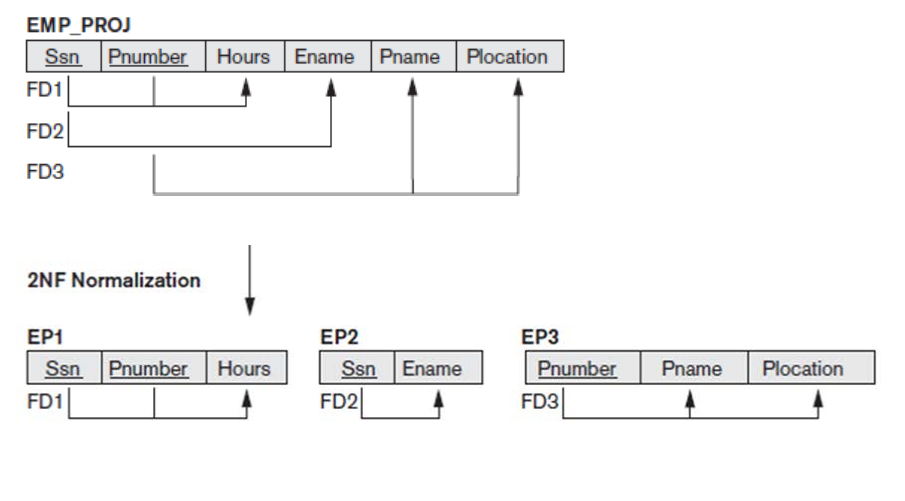 EMP_PROJ
Ssn Pnumber Hours Ename Pname Plocation
FD1
FD2
FD3
2NF Normalization
EP1 EP2 EP3
Ssn Pnumber Hours Ssn Ename Pnumber Pname Plocation
FD1 FD2 FD3